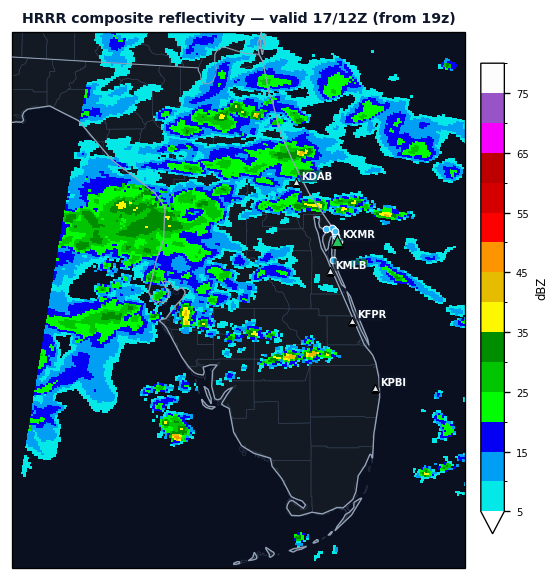 HRRR composite reflectivity — valid 17/12Z (from 19z)
KDAB
KXMR
KMLB
KFPR
KPBI
75
65
55
45
35
25
15
5
dBZ